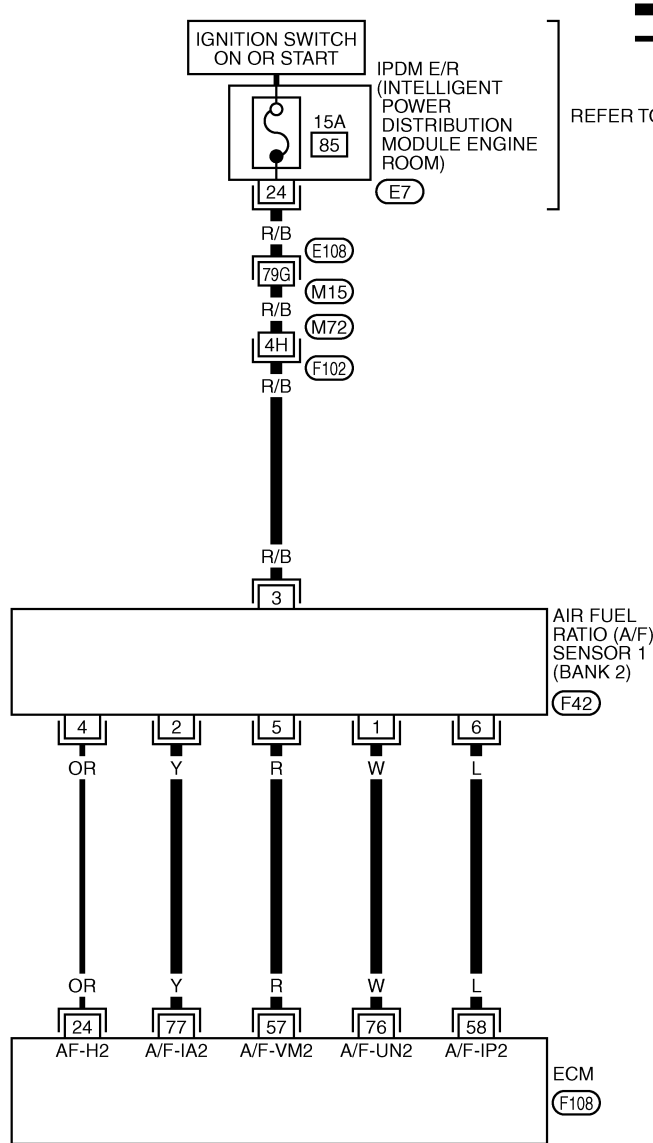 IGNITION SWITCH
ON OR START
IPDM E/R
(INTELLIGENT
POWER
DISTRIBUTION
MODULE ENGINE
ROOM)
15A
85
REFER TO
24
E7
R/B
E108
79G
M15
R/B
M72
4H
F102
R/B
R/B
3
AIR FUEL
RATIO (A/F)
SENSOR 1
(BANK 2)
F42
4 2 5 1 6
OR Y R W L
OR Y R W L
24 77 57 76 58
AF-H2 A/F-IA2 A/F-VM2 A/F-UN2 A/F-IP2
ECM
F108